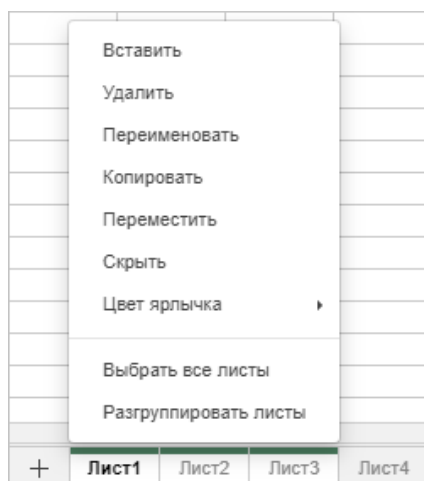 Вставить
Удалить
Переименовать
Копировать
Переместить
Скрыть
Цвет ярлычка
Выбрать все листы
Разгруппировать листы
+ Лист1 Лист2 Лист3 Лист4